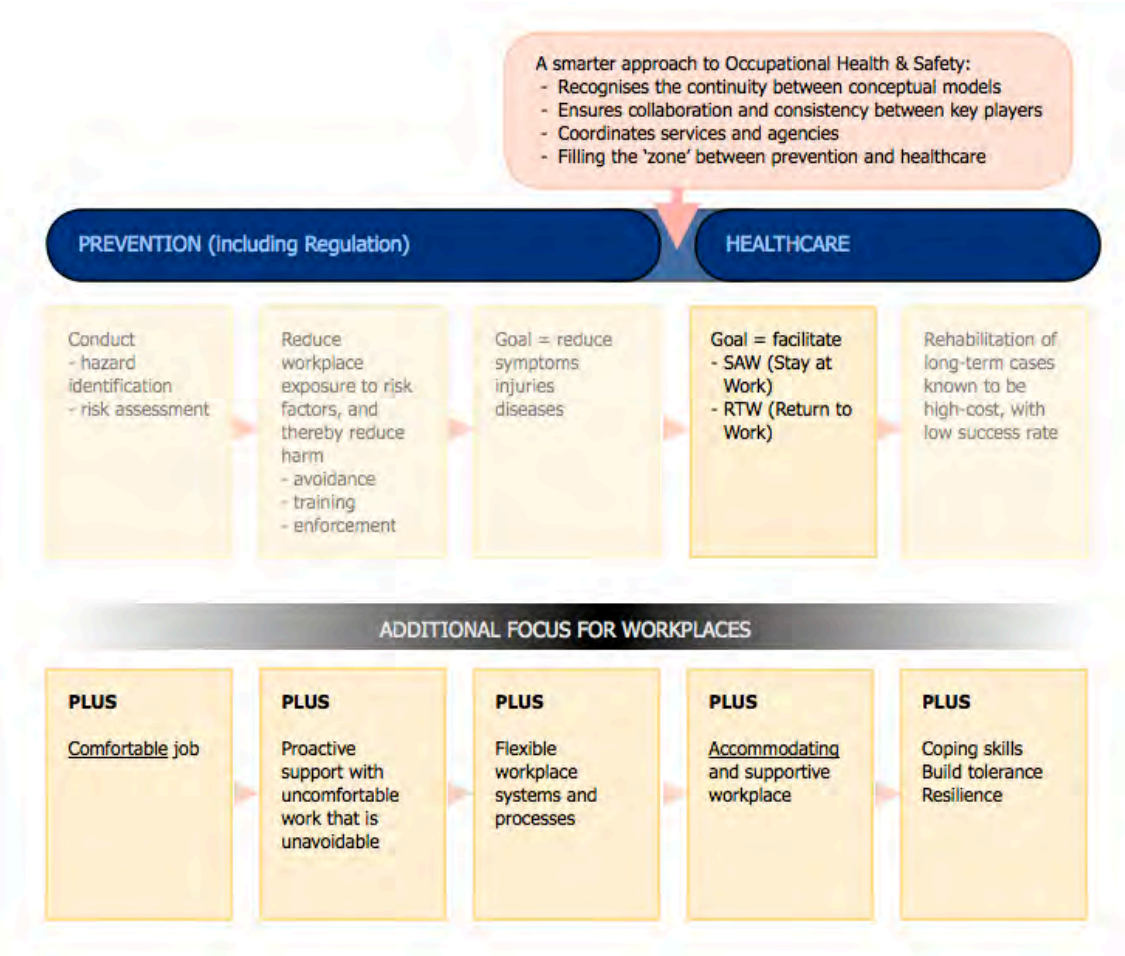 A smarter approach to Occupational Health & Safety:
- Recognises the continuity between conceptual models
- Ensures collaboration and consistency between key players
- Coordinates services and agencies
- Filling the ‘zone’ between prevention and healthcare
PREVENTION (including Regulation)
HEALTHCARE
Conduct
- hazard
identification
- risk assessment
Reduce
workplace
exposure to risk
factors, and
thereby reduce
harm
- avoidance
- training
- enforcement
Goal = reduce
symptoms
injuries
diseases
Goal = facilitate
- SAW (Stay at
Work)
- RTW (Return to
Work)
Rehabilitation of
long-term cases
known to be
high-cost, with
low success rate
ADDITIONAL FOCUS FOR WORKPLACES
PLUS
Comfortable job
PLUS
Proactive
support with
uncomfortable
work that is
unavoidable
PLUS
Flexible
workplace
systems and
processes
PLUS
Accommodating
and supportive
workplace
PLUS
Coping skills
Build tolerance
Resilience